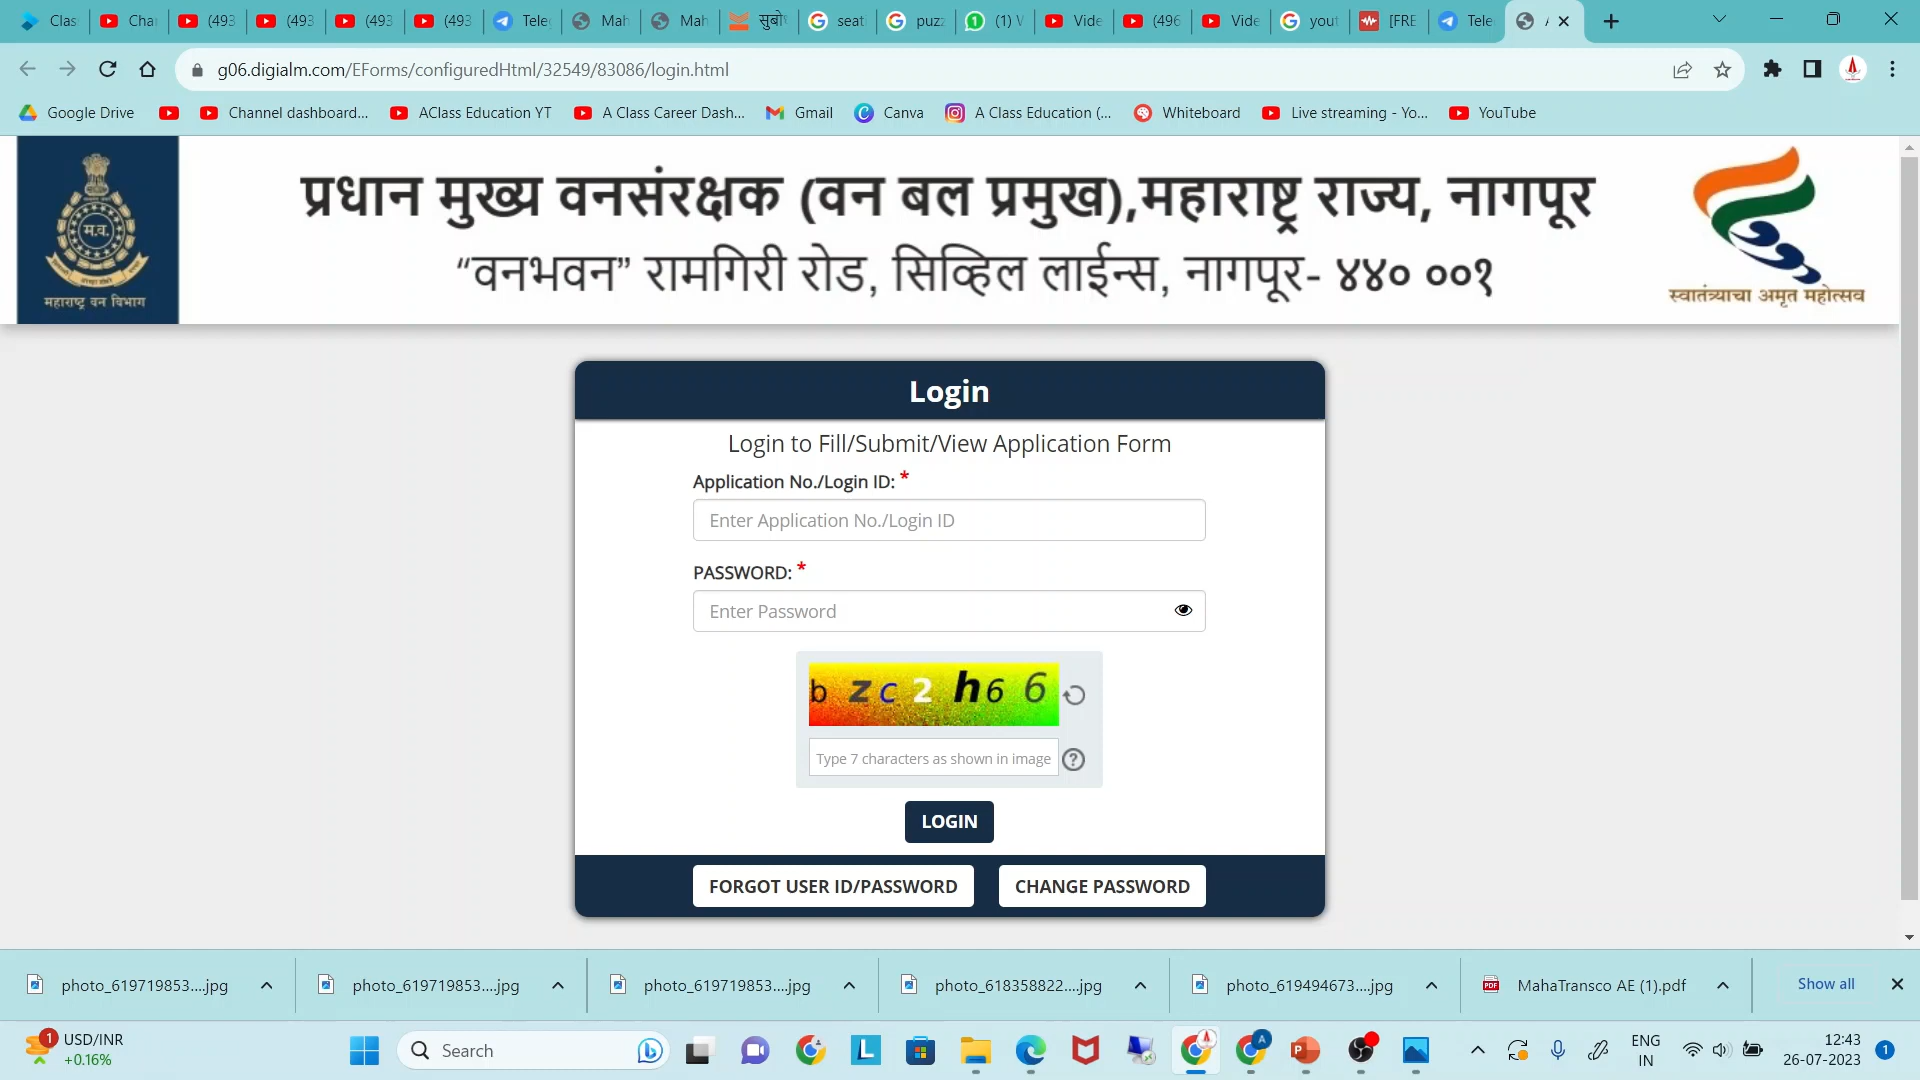 Clas Cha (493 (493 (493 (493 Tele Mah Mah सुबो seat puzz (1) V Vide (496 Vide yout [FRE Tele
g06.digialm.com/EForms/configuredHtml/32549/83086/login.html
Google Drive Channel dashboard... AClass Education YT A Class Career Dash... Gmail Canva A Class Education (... Whiteboard Live streaming - Yo... YouTube
प्रधान मुख्य वनसंरक्षक (वन बल प्रमुख),महाराष्ट्र राज्य, नागपूर
“वनभवन” रामगिरी रोड, सिव्हिल लाईन्स, नागपूर- ४४० ००१
म.व.
महाराष्ट्र वन विभाग
स्वातंत्र्याचा अमृत महोत्सव
Login
Login to Fill/Submit/View Application Form
Application No./Login ID: *
Enter Application No./Login ID
PASSWORD: *
Enter Password
b z c 2 h 6 6
Type 7 characters as shown in image
LOGIN
FORGOT USER ID/PASSWORD CHANGE PASSWORD
photo_619719853....jpg photo_619719853....jpg photo_619719853....jpg photo_618358822....jpg photo_619494673....jpg MahaTransco AE (1).pdf Show all
1 USD/INR
+0.16%
Search
ENG
IN
12:43
26-07-2023
1